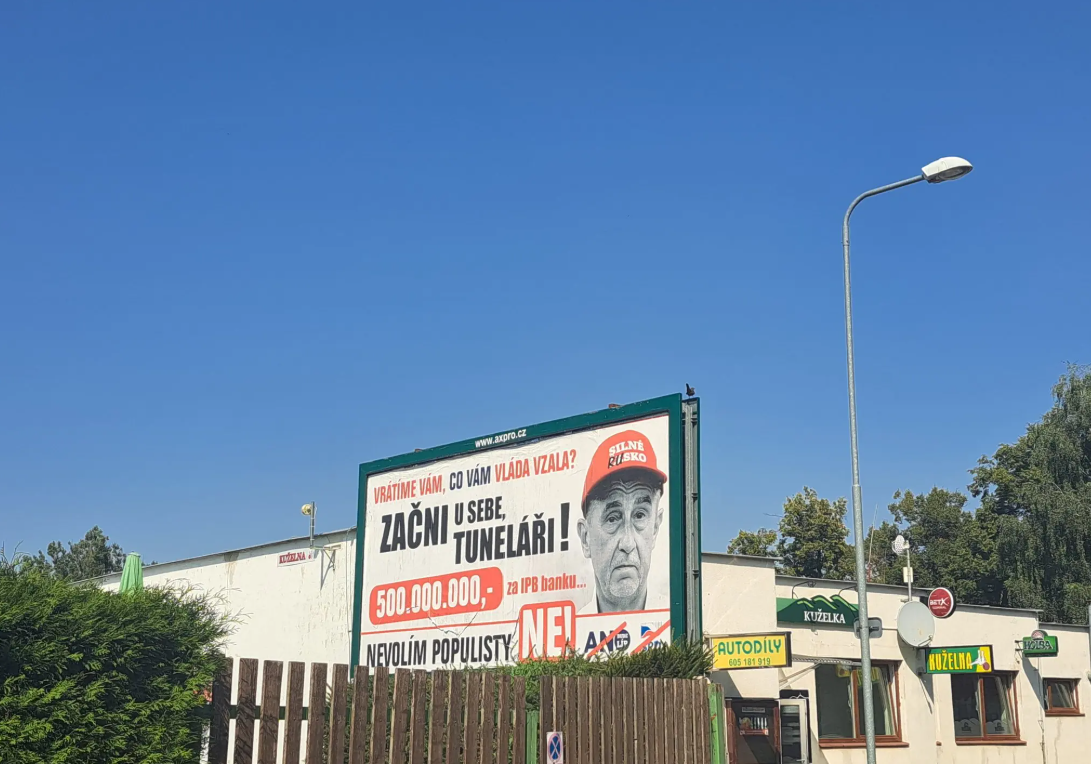 www.axpro.cz
VRÁTÍME VÁM, CO VÁM VLÁDA VZALA?
ZAČNI U SEBE,
TUNELÁŘI!
SILNÉ
RUSKO
500.000.000,- za IPB banku...
NEVOLÍM POPULISTY NE! ANO
KUŽELNA
KUŽELKA
AUTODÍLY
605 181 919
KUŽELNA